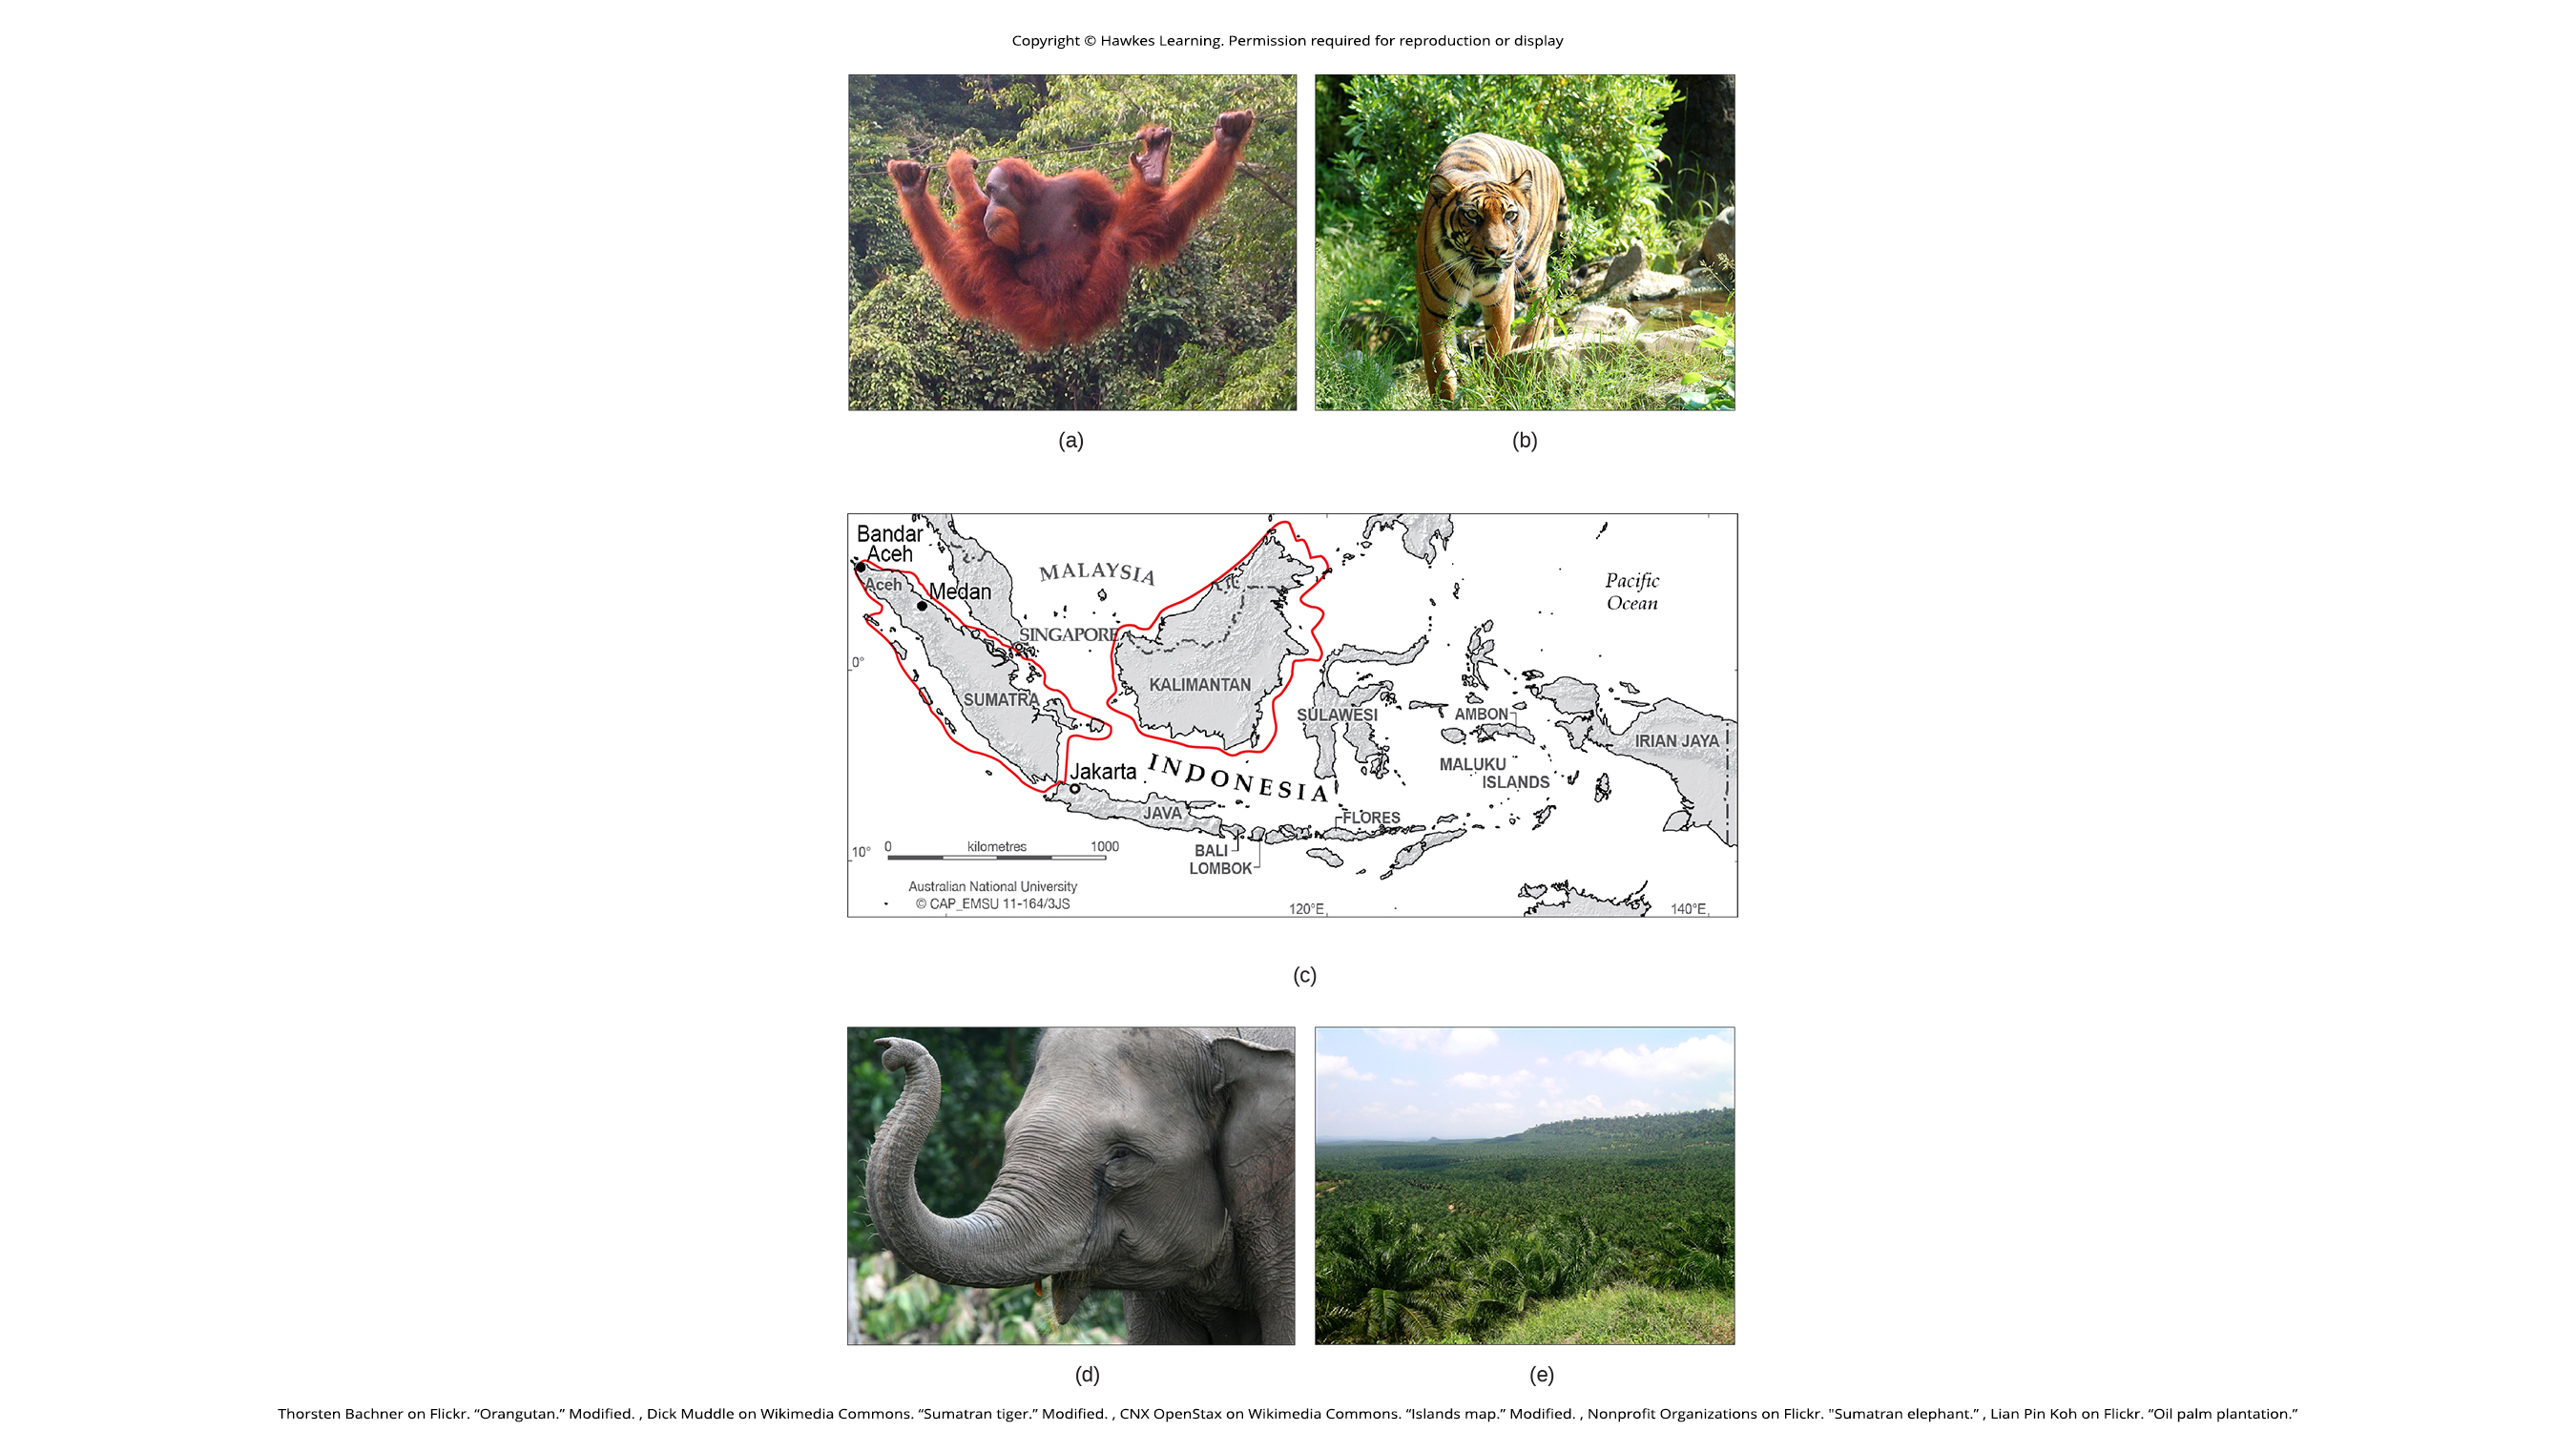 Copyright © Hawkes Learning. Permission required for reproduction or display
(a)
(b)
Bandar
Aceh
Aceh
Medan
MALAYSIA
SINGAPORE
Pacific
Ocean
0°
SUMATRA
KALIMANTAN
SULAWESI
AMBON
IRIAN JAYA
MALUKU
ISLANDS
Jakarta
INDONESIA
JAVA
FLORES
BALI
LOMBOK
10°
0 kilometres 1000
Australian National University
© CAP_EMSU 11-164/3JS
120°E
140°E
(c)
(d)
(e)
Thorsten Bachner on Flickr. “Orangutan.” Modified. , Dick Muddle on Wikimedia Commons. “Sumatran tiger.” Modified. , CNX OpenStax on Wikimedia Commons. “Islands map.” Modified. , Nonprofit Organizations on Flickr. "Sumatran elephant.” , Lian Pin Koh on Flickr. “Oil palm plantation.”